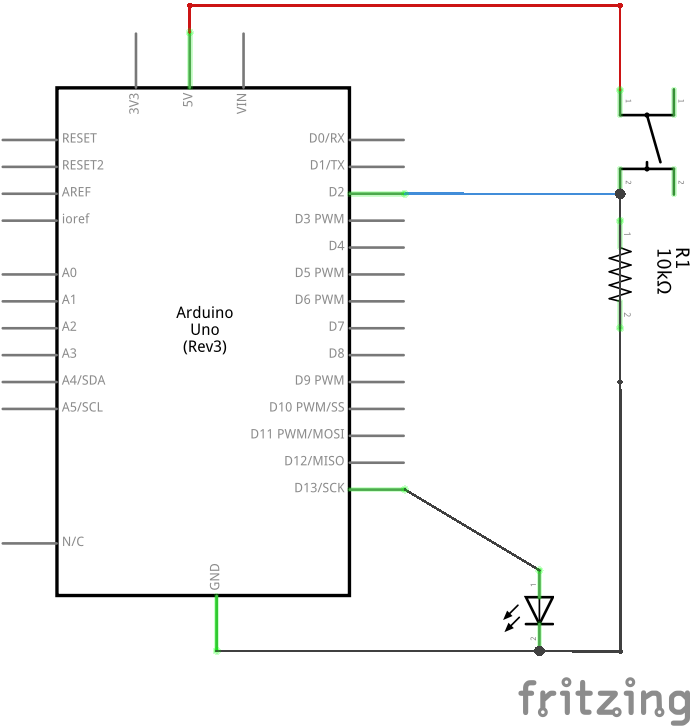 3V3
5V
VIN
1
1
RESET
D0/RX
RESET2
D1/TX
AREF
D2
2
2
ioref
D3 PWM
1
D4
R1
10kΩ
A0
D5 PWM
A1
D6 PWM
Arduino
Uno
(Rev3)
2
A2
D7
A3
D8
A4/SDA
D9 PWM
A5/SCL
D10 PWM/SS
D11 PWM/MOSI
D12/MISO
D13/SCK
N/C
GND
1
2
fritzing